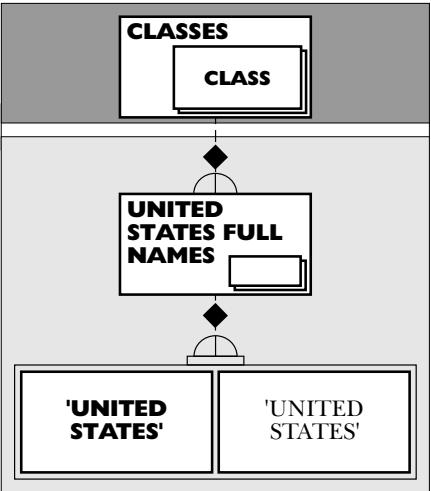 CLASSES
CLASS
UNITED
STATES FULL
NAMES
'UNITED
STATES'
'UNITED
STATES'